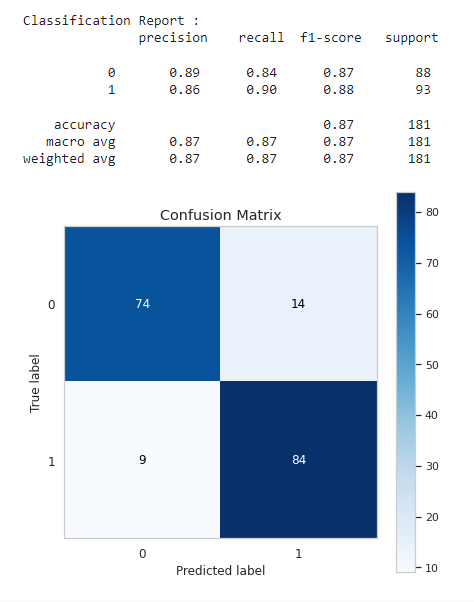 Classification Report :
precision recall f1-score support
0 0.89 0.84 0.87 88
1 0.86 0.90 0.88 93
accuracy 0.87 181
macro avg 0.87 0.87 0.87 181
weighted avg 0.87 0.87 0.87 181
Confusion Matrix
True label
0
1
74 14
9 84
0 1
Predicted label
80
70
60
50
40
30
20
10